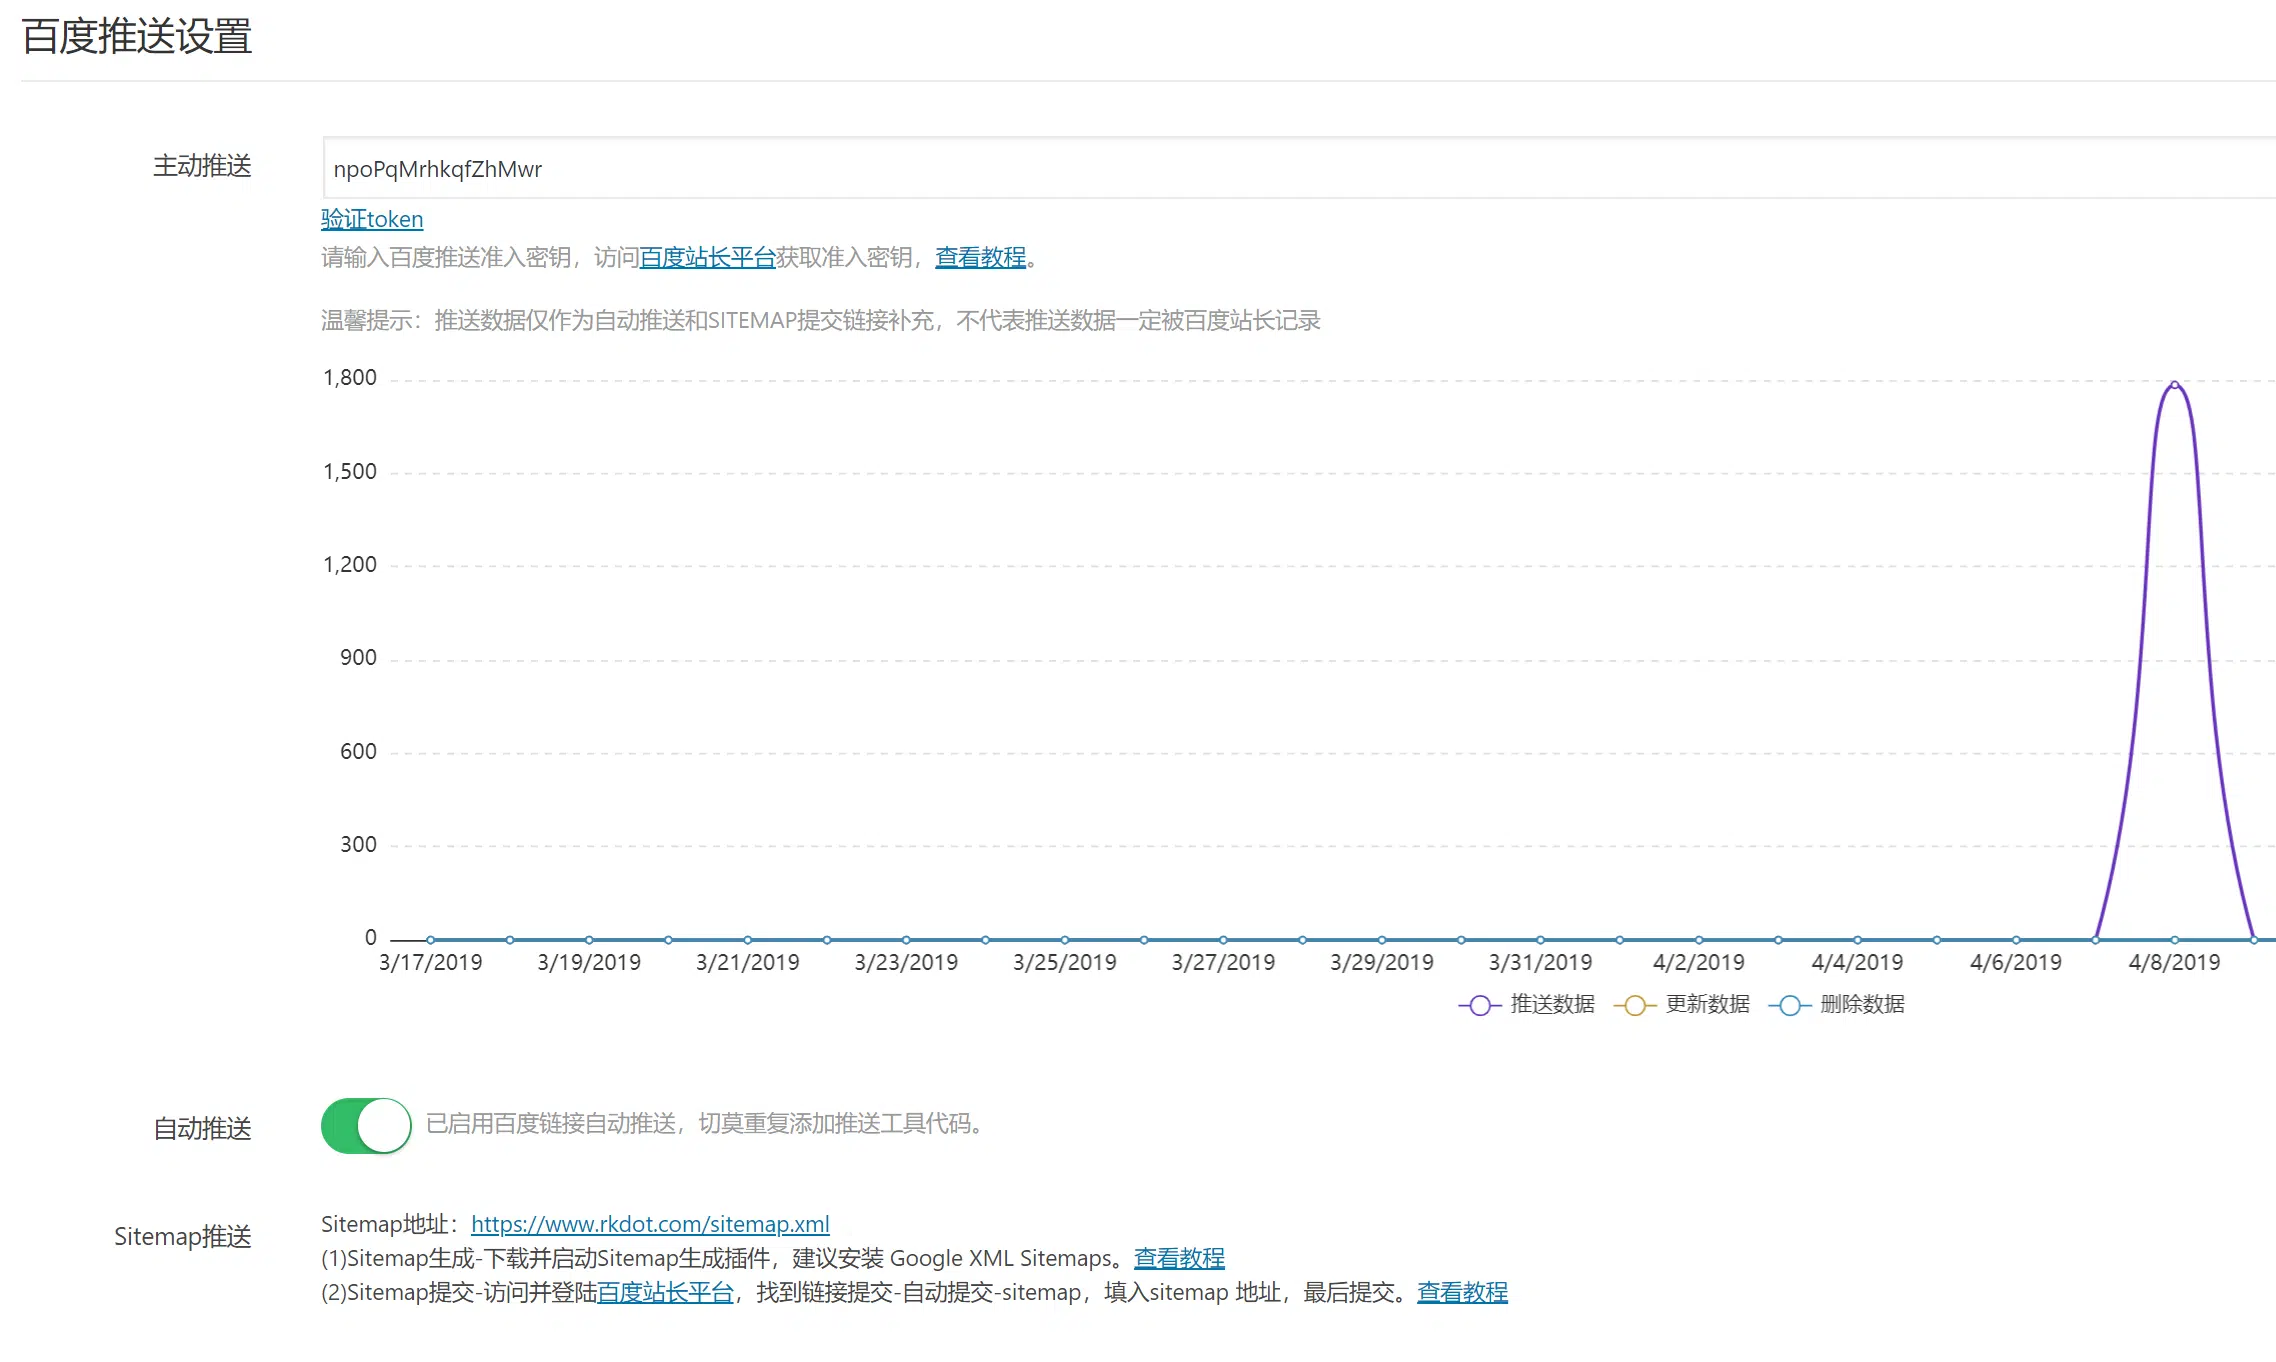 百度推送设置
主动推送
npoPqMrhkqfZhMwr
验证token
请输入百度推送准入密钥，访问百度站长平台获取准入密钥，查看教程。
温馨提示：推送数据仅作为自动推送和SITEMAP提交链接补充，不代表推送数据一定被百度站长记录
1,800
1,500
1,200
900
600
300
0
3/17/2019 3/19/2019 3/21/2019 3/23/2019 3/25/2019 3/27/2019 3/29/2019 3/31/2019 4/2/2019 4/4/2019 4/6/2019 4/8/2019
推送数据 更新数据 删除数据
自动推送
已启用百度链接自动推送，切莫重复添加推送工具代码。
Sitemap推送
Sitemap地址：https://www.rkdot.com/sitemap.xml
(1)Sitemap生成-下载并启动Sitemap生成插件，建议安装 Google XML Sitemaps。查看教程
(2)Sitemap提交-访问并登陆百度站长平台，找到链接提交-自动提交-sitemap，填入sitemap 地址，最后提交。查看教程